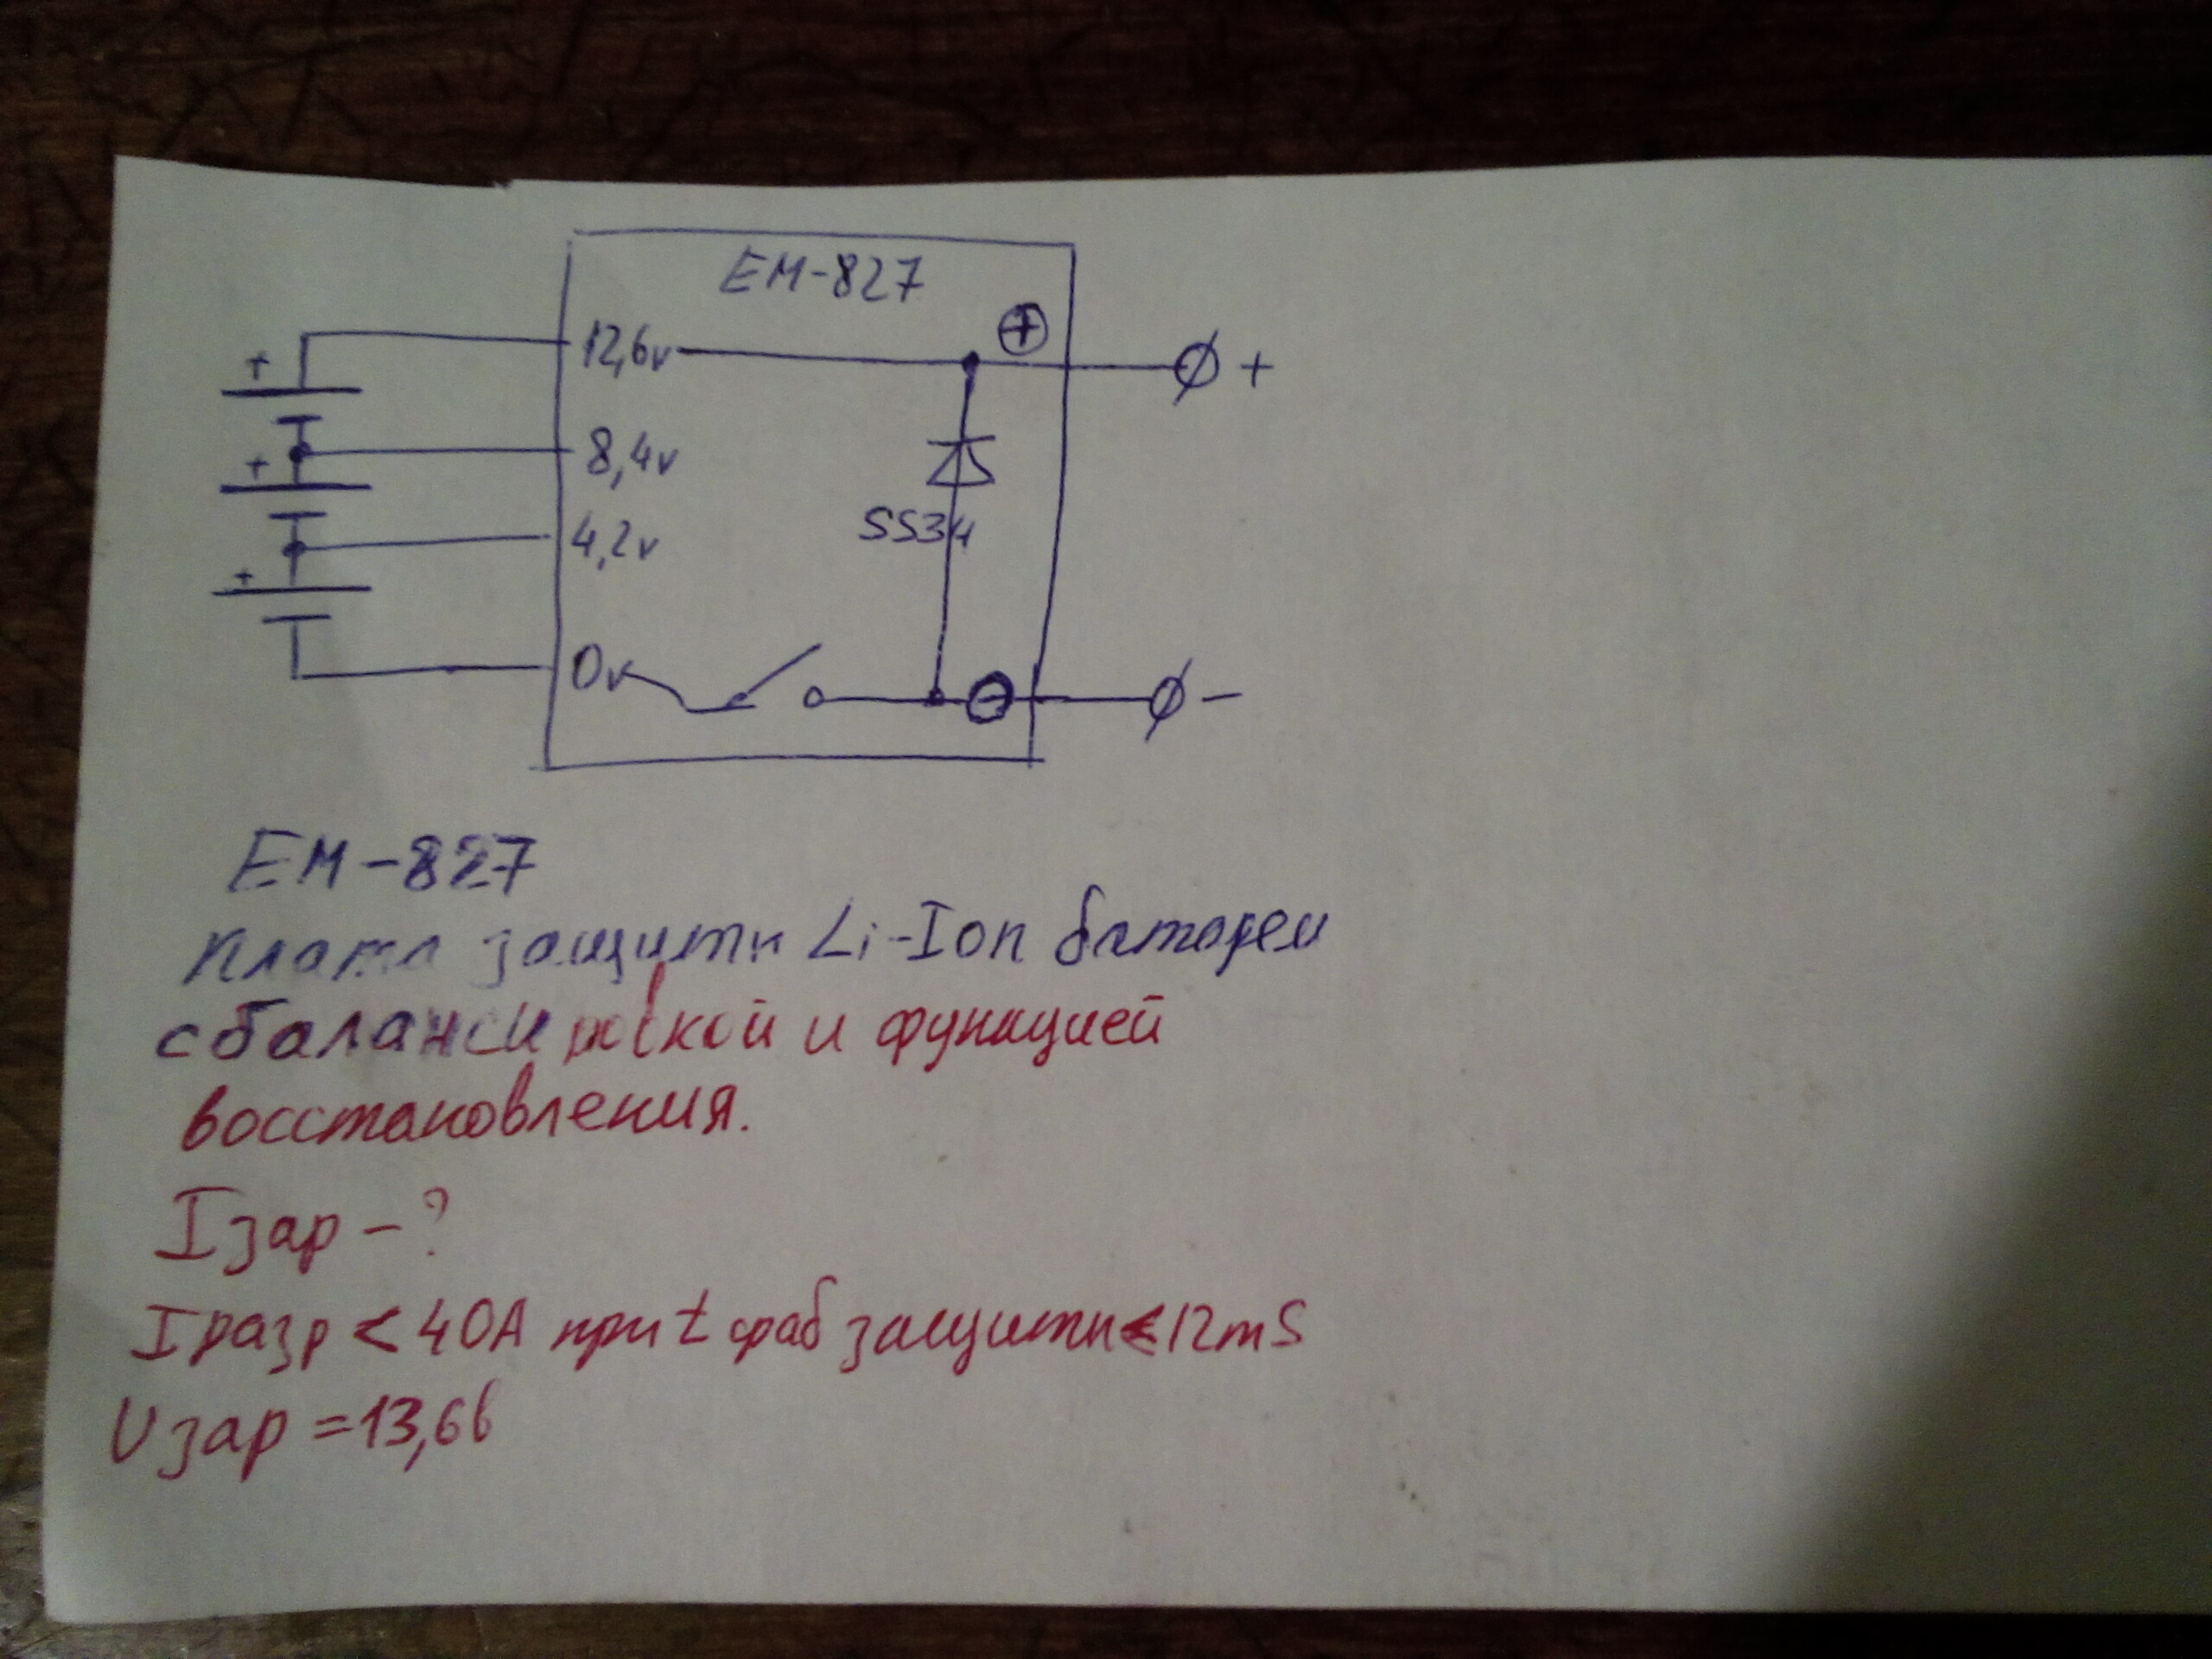 EM-827
+
12,6v
+
+
8,4v
+
SS34
4,2v
+
0v
-
-
EM-827
плата защиты Li-Ion батареи
с балансировкой и функцией
восстановления.
Iзар - ?
Iразр < 40A при t сраб защиты < 12mS
Uзар = 13,6в